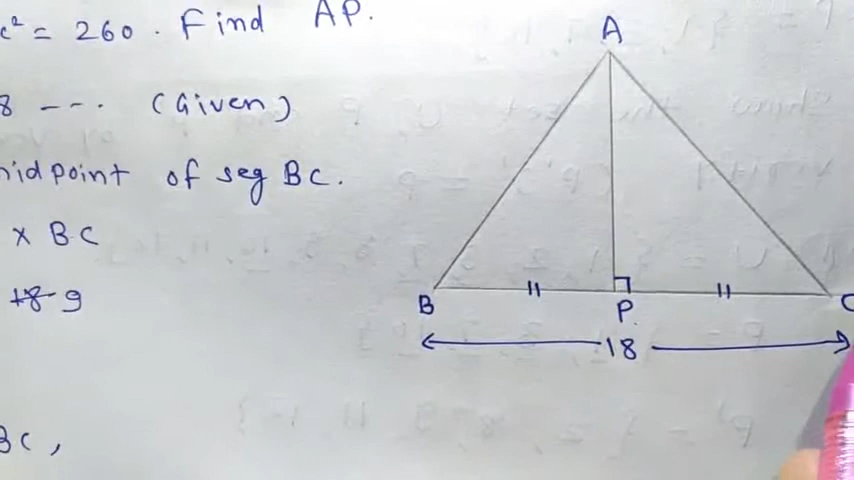 c² = 260. Find AP.
8 ---- (Given)
midpoint of seg BC.
x BC
18 9
BC,
A
B
P
C
18